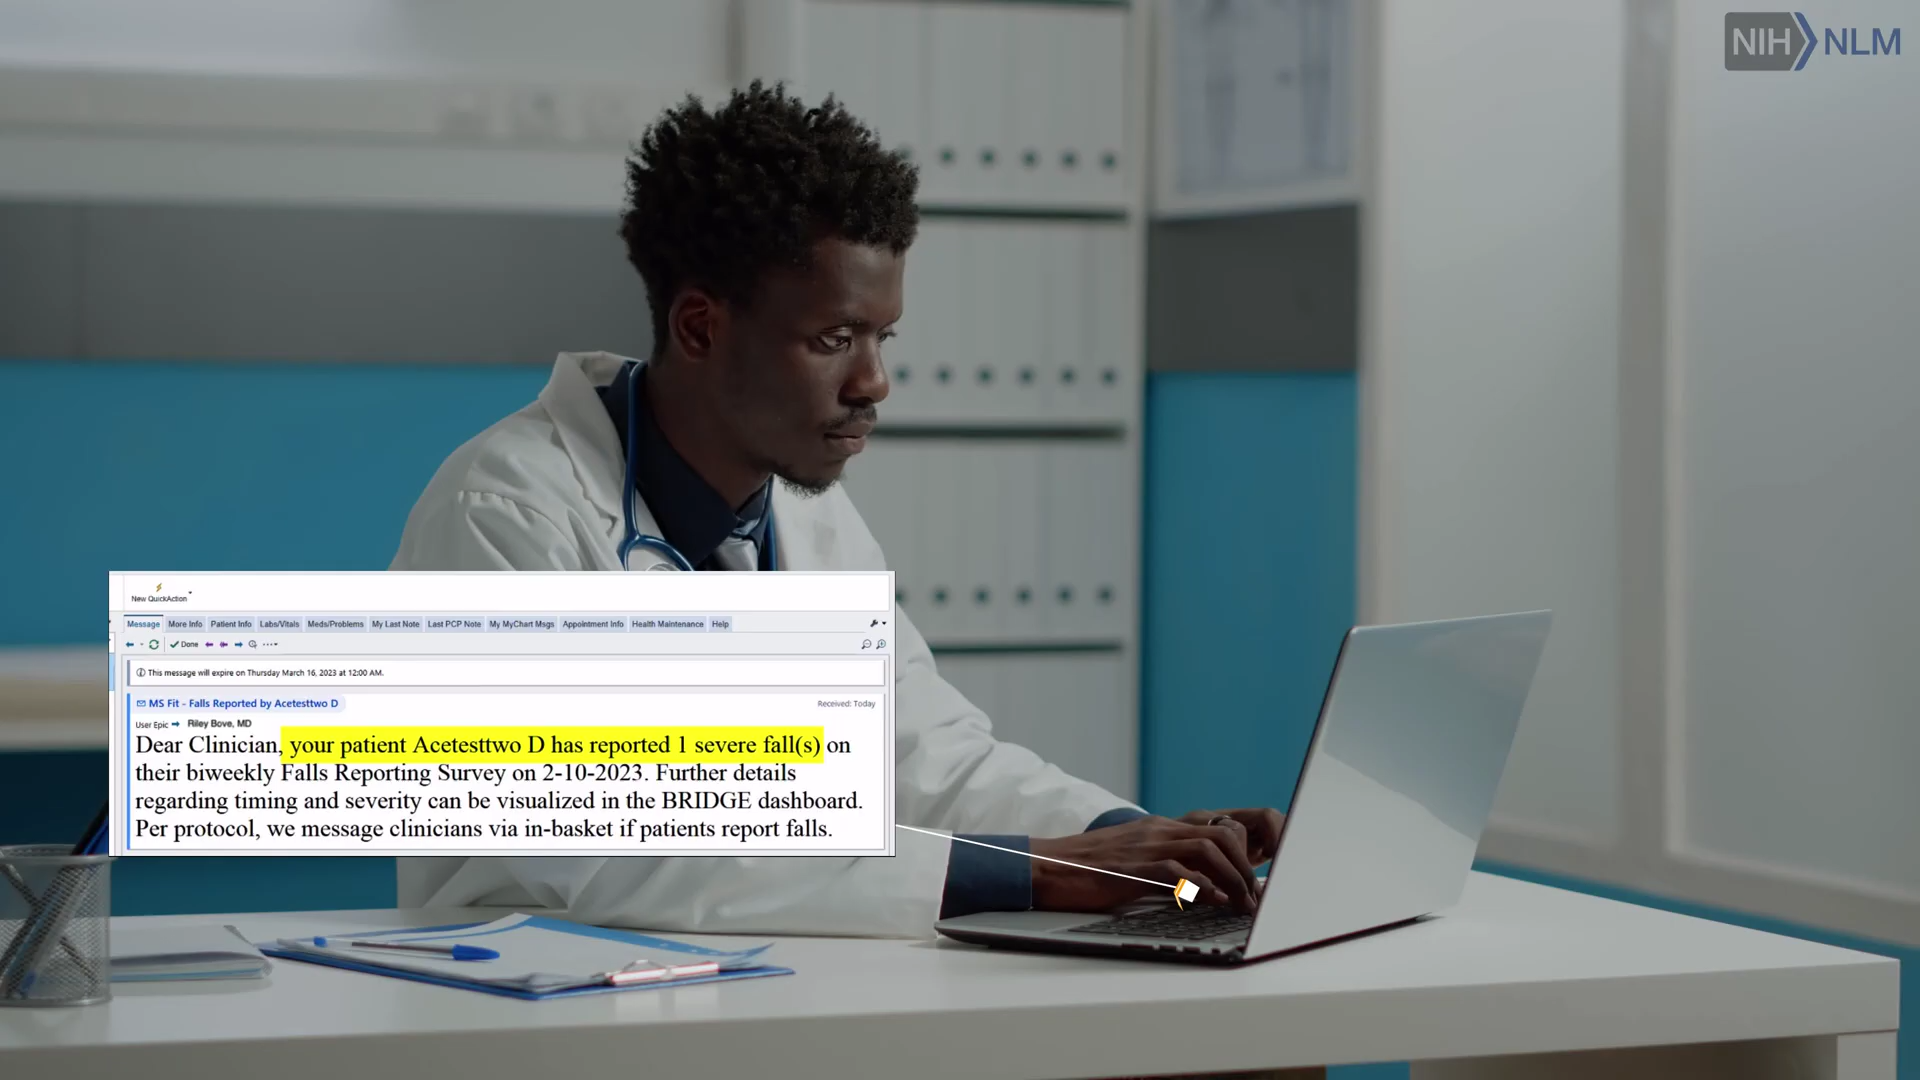 NIH NLM
New QuickAction
Message More Info Patient Info Labs/Vitals Meds/Problems My Last Note Last PCP Note My MyChart Msgs Appointment Info Health Maintenance Help
Done
This message will expire on Thursday March 16, 2023 at 12:00 AM.
MS Fit - Falls Reported by Acetesttwo D Received: Today
User Epic Riley Bove, MD
Dear Clinician, your patient Acetesttwo D has reported 1 severe fall(s) on
their biweekly Falls Reporting Survey on 2-10-2023. Further details
regarding timing and severity can be visualized in the BRIDGE dashboard.
Per protocol, we message clinicians via in-basket if patients report falls.